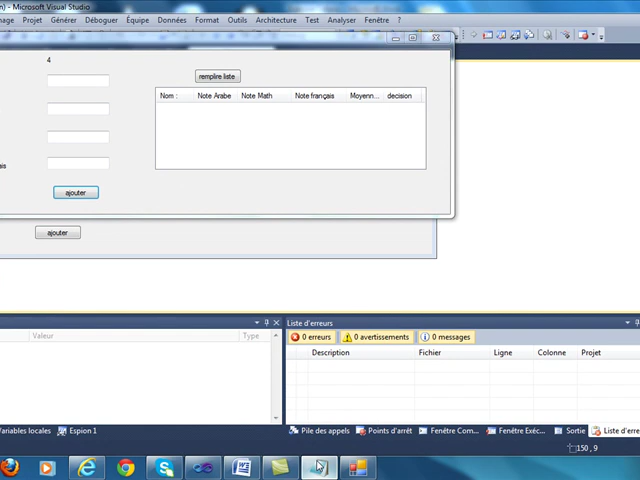 n) - Microsoft Visual Studio
nage Projet Générer Déboguer Équipe Données Format Outils Architecture Test Analyser Fenêtre ?
4
remplire liste
Nom : Note Arabe Note Math Note français Moyenn... decision
ais
ajouter
ajouter
Liste d'erreurs
Valeur Type
0 erreurs 0 avertissements 0 messages
Description Fichier Ligne Colonne Projet
Variables locales Espion 1
Pile des appels Points d'arrêt Fenêtre Com... Fenêtre Exéc... Sortie Liste d'erre
150 , 9